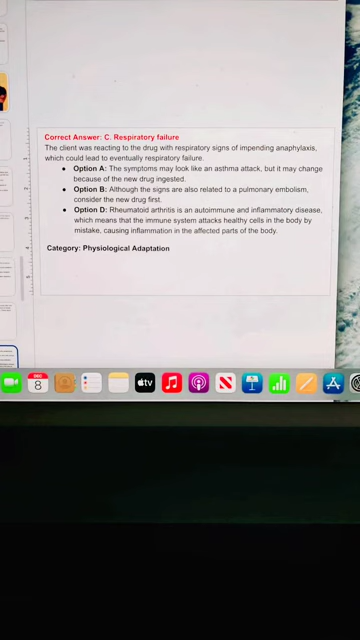 Correct Answer: C. Respiratory failure
The client was reacting to the drug with respiratory signs of impending anaphylaxis,
which could lead to eventually respiratory failure.
• Option A: The symptoms may look like an asthma attack, but it may change
because of the new drug ingested.
• Option B: Although the signs are also related to a pulmonary embolism,
consider the new drug first.
• Option D: Rheumatoid arthritis is an autoimmune and inflammatory disease,
which means that the immune system attacks healthy cells in the body by
mistake, causing inflammation in the affected parts of the body.
Category: Physiological Adaptation
DEC
8
tv